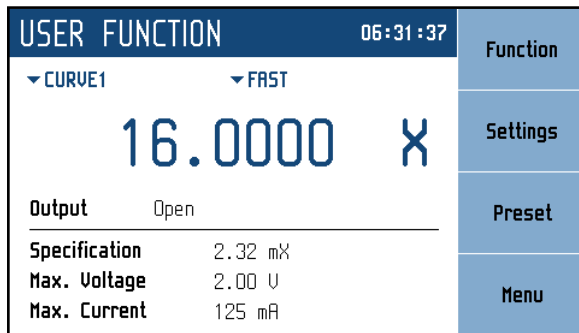 USER FUNCTION 06:31:37
CURVE1 FAST
16.0000 X
Output Open
Specification 2.32 mX
Max. Voltage 2.00 V
Max. Current 125 mA
Function
Settings
Preset
Menu